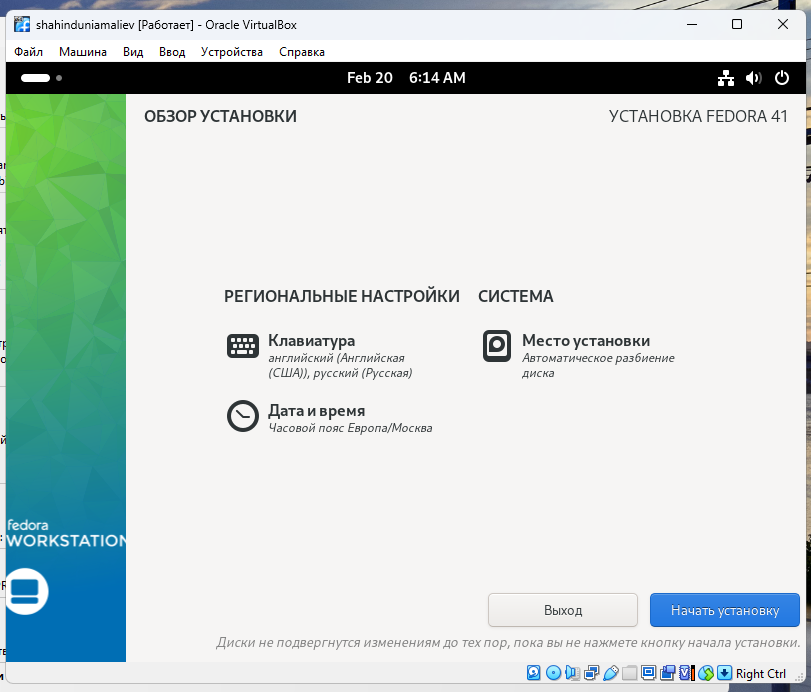 shahinduniamaliev [Работает] - Oracle VirtualBox
Файл Машина Вид Ввод Устройства Справка
Feb 20 6:14 AM
ОБЗОР УСТАНОВКИ
УСТАНОВКА FEDORA 41
РЕГИОНАЛЬНЫЕ НАСТРОЙКИ
Клавиатура
английский (Английская
(США)), русский (Русская)
Дата и время
Часовой пояс Европа/Москва
СИСТЕМА
Место установки
Автоматическое разбиение
диска
fedora
WORKSTATION
Выход
Начать установку
Диски не подвергнутся изменениям до тех пор, пока вы не нажмете кнопку начала установки.
Right Ctrl